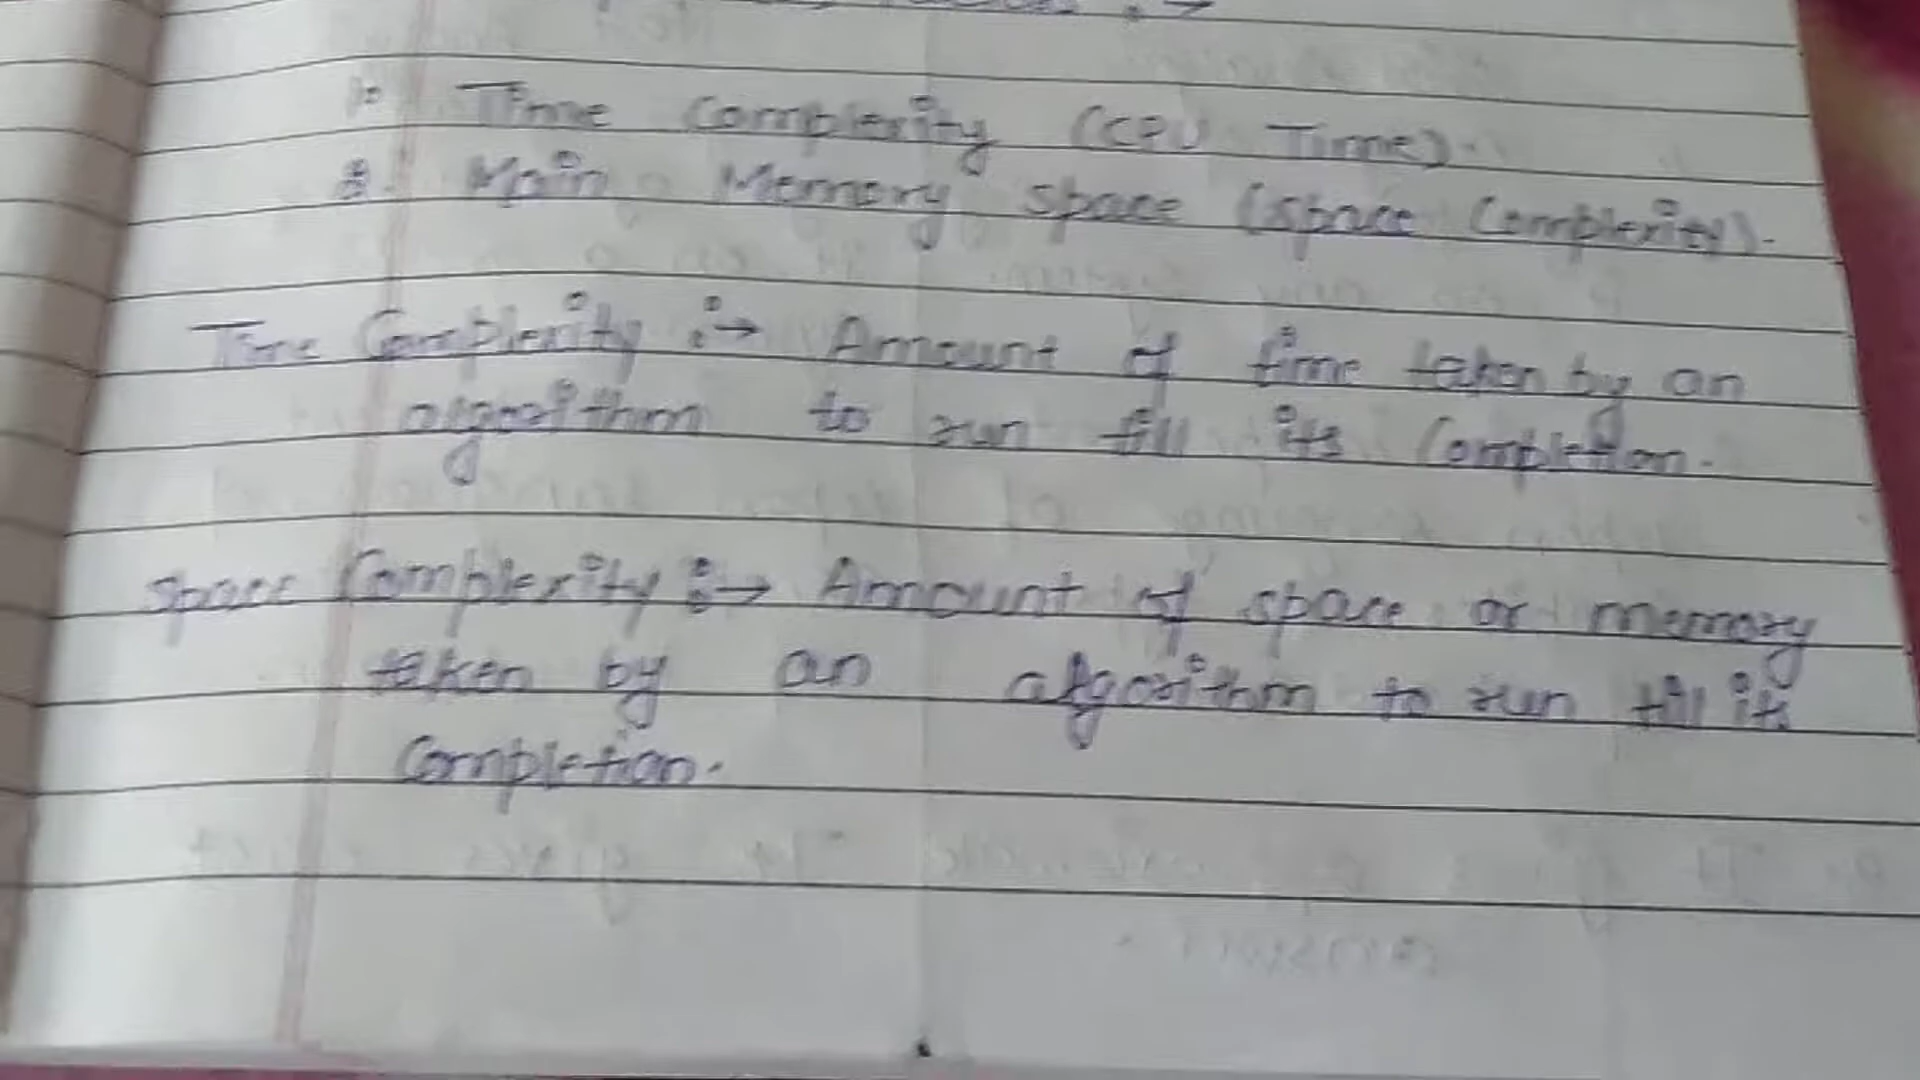 1. Time Complexity (CPU Time).
2. Main Memory space (space Complexity).
Time Complexity :→ Amount of time taken by an
algorithm to run till its Completion.
Space Complexity :→ Amount of space or memory
taken by an algorithm to run till its
Completion.